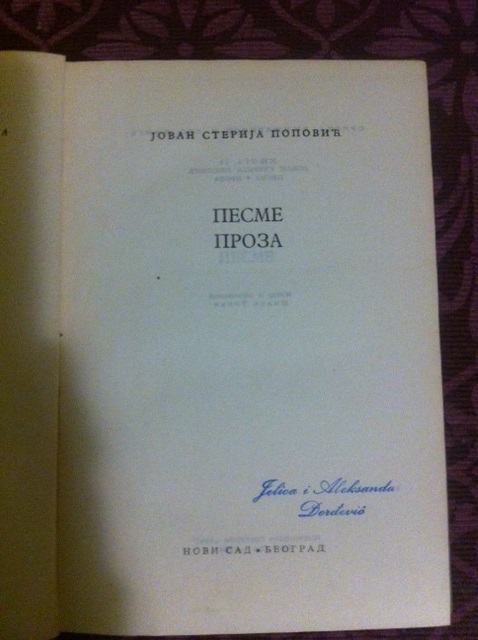 ЈОВАН СТЕРИЈА ПОПОВИЋ
ПЕСМЕ
ПРОЗА
Jelica i Aleksandar
Đorđević
НОВИ САД • БЕОГРАД